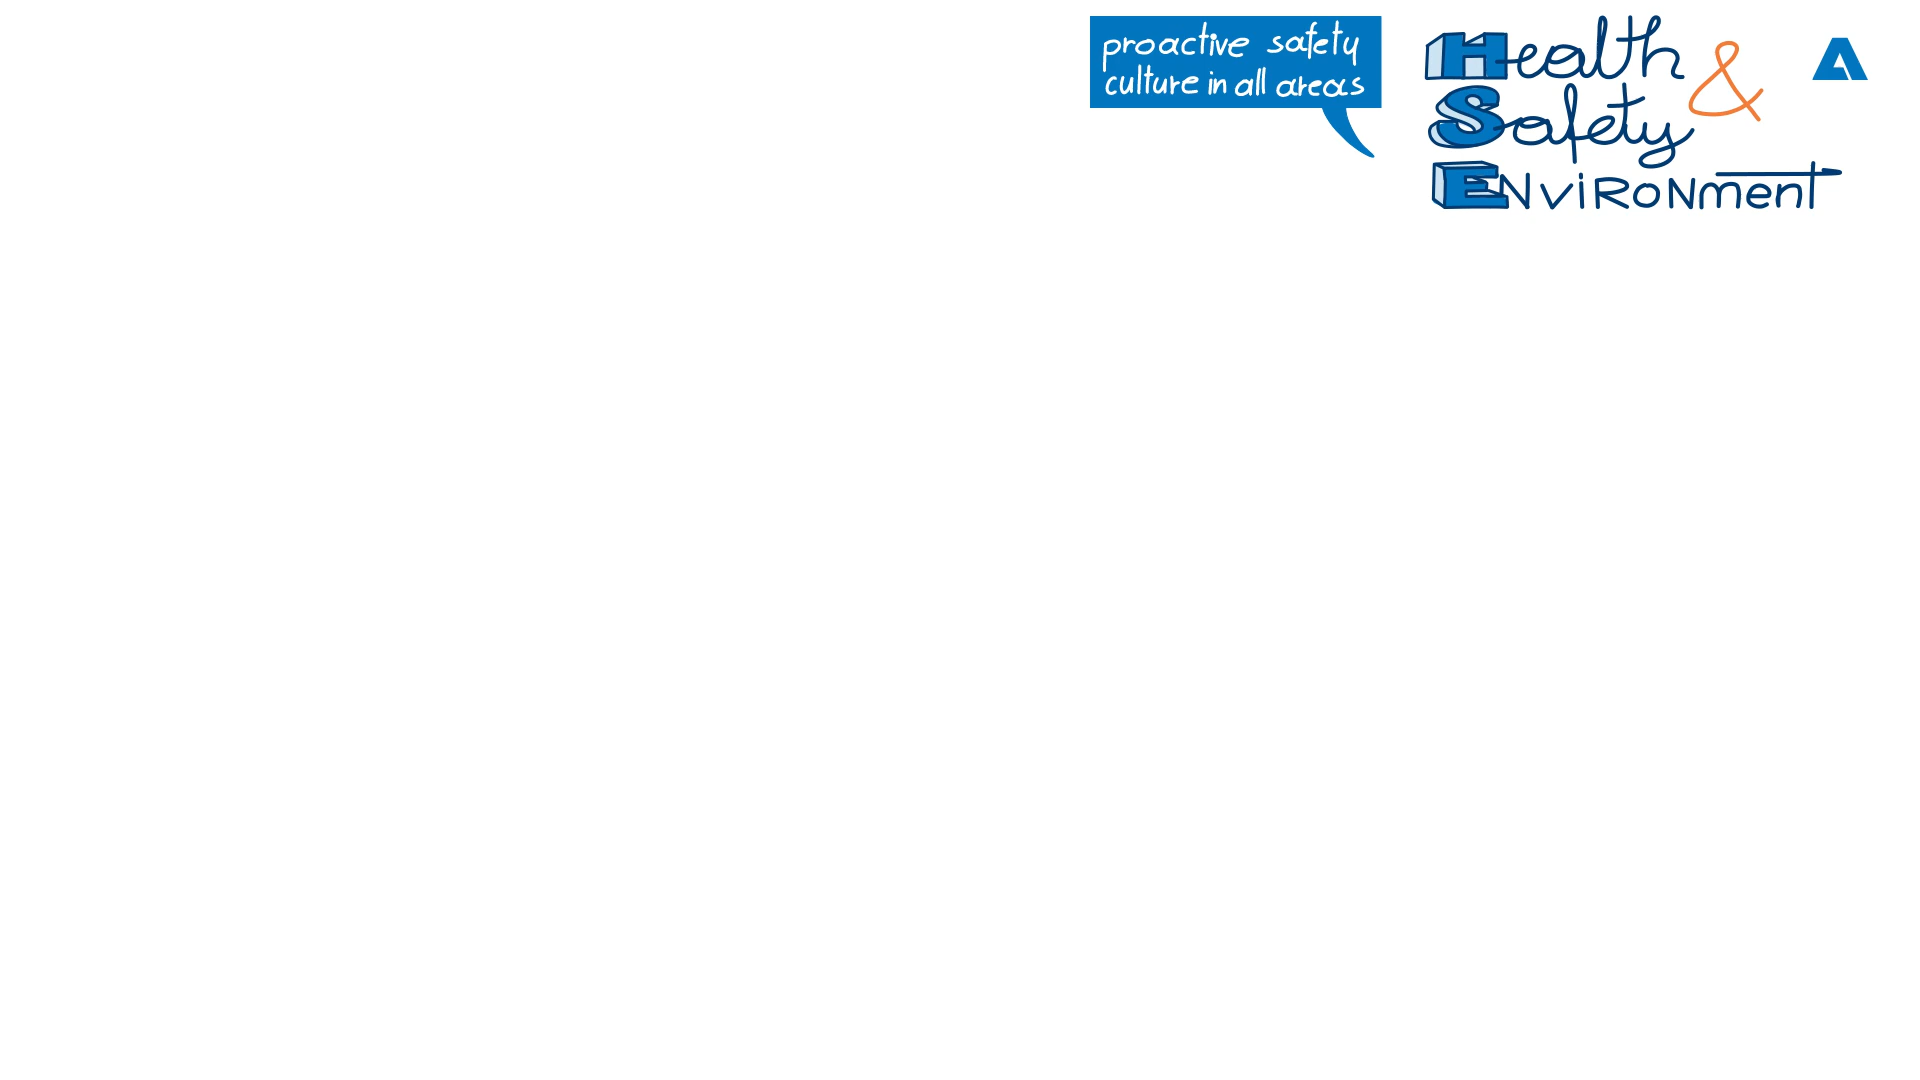 proactive safety
culture in all areas
Health &
Safety
ENviRONment